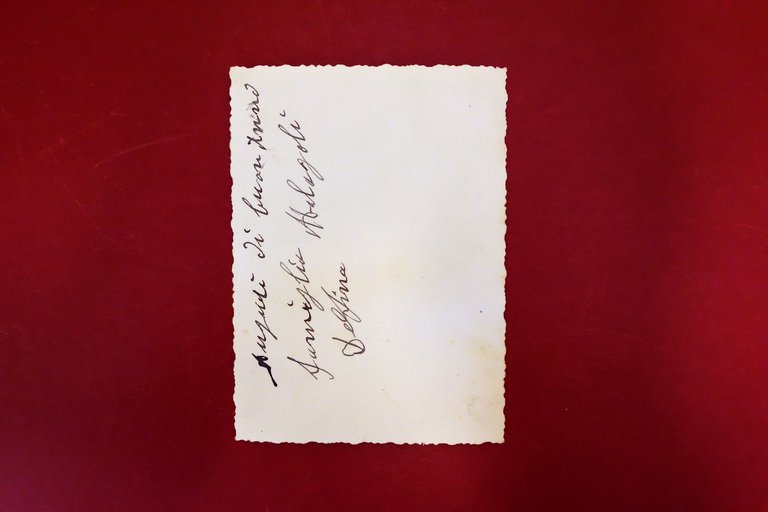 Auguri di buon Anno
famiglia Malagoli
Delfina